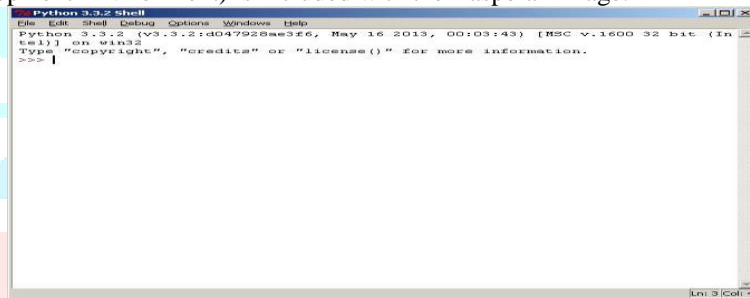 Python 3.3.2 Shell
File Edit Shell Debug Options Windows Help
Python 3.3.2 (v3.3.2:d047928ae3f6, May 16 2013, 00:03:43) [MSC v.1600 32 bit (In
tel)] on win32
Type "copyright", "credits" or "license()" for more information.
>>>
Ln: 3 Col: